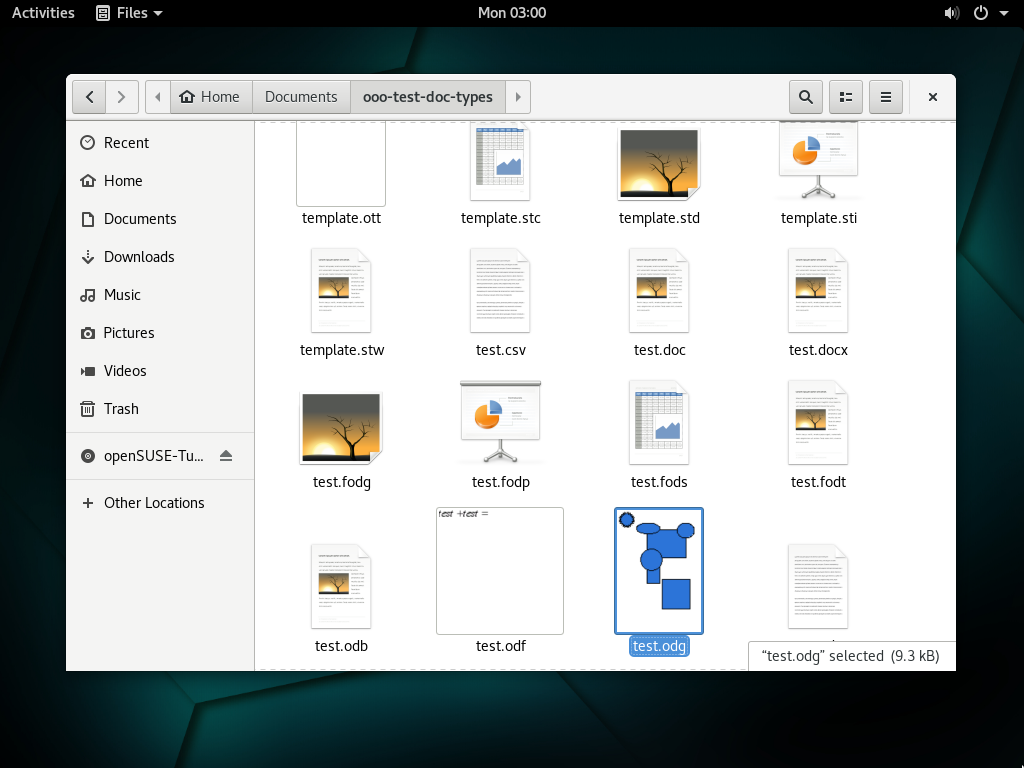 Activities Files Mon 03:00
Home Documents ooo-test-doc-types
Recent
Home
Documents
Downloads
Music
Pictures
Videos
Trash
openSUSE-Tu...
Other Locations
template.ott template.stc template.std template.sti
template.stw test.csv test.doc test.docx
test.fodg test.fodp test.fods test.fodt
test +test =
test.odb test.odf test.odg
“test.odg” selected (9.3 kB)